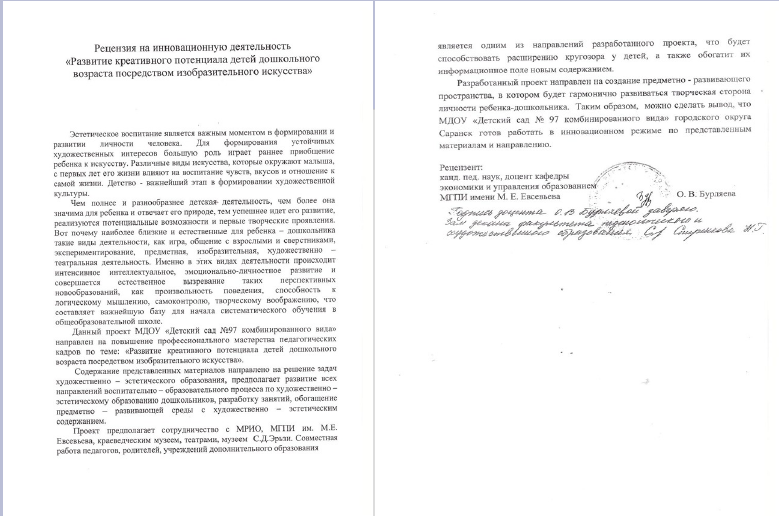 Рецензия на инновационную деятельность
«Развитие креативного потенциала детей дошкольного
возраста посредством изобразительного искусства»
Эстетическое воспитание является важным моментом в формировании и
развитии личности человека. Для формирования устойчивых
художественных интересов большую роль играет раннее приобщение
ребенка к искусству. Различные виды искусства, которые окружают малыша,
с первых лет его жизни влияют на воспитание чувств, вкусов и отношение к
самой жизни. Детство - важнейший этап в формировании художественной
культуры.
Чем полнее и разнообразнее детская деятельность, чем более она
значима для ребенка и отвечает его природе, тем успешнее идет его развитие,
реализуются потенциальные возможности и первые творческие проявления.
Вот почему наиболее близкие и естественные для ребенка – дошкольника
такие виды деятельности, как игра, общение с взрослыми и сверстниками,
экспериментирование, предметная, изобразительная, художественно –
театральная деятельность. Именно в этих видах деятельности происходит
интенсивное интеллектуальное, эмоционально-личностное развитие и
совершается естественное вызревание таких перспективных
новообразований, как произвольность поведения, способность к
логическому мышлению, самоконтролю, творческому воображению, что
составляет важнейшую базу для начала систематического обучения в
общеобразовательной школе.
Данный проект МДОУ «Детский сад №97 комбинированного вида»
направлен на повышение профессионального мастерства педагогических
кадров по теме: «Развитие креативного потенциала детей дошкольного
возраста посредством изобразительного искусства».
Содержание представленных материалов направлено на решение задач
художественно – эстетического образования, предполагает развитие всех
направлений воспитательно – образовательного процесса по художественно –
эстетическому образованию дошкольников, разработку занятий, обогащение
предметно – развивающей среды с художественно – эстетическим
содержанием.
Проект предполагает сотрудничество с МРИО, МГПИ им. М.Е.
Евсевьева, краеведческим музеем, театрами, музеем С.Д.Эрьзи. Совместная
работа педагогов, родителей, учреждений дополнительного образования
является одним из направлений разработанного проекта, что будет
способствовать расширению кругозора у детей, а также обогатит их
информационное поле новым содержанием.
Разработанный проект направлен на создание предметно - развивающего
пространства, в котором будет гармонично развиваться творческая сторона
личности ребенка-дошкольника. Таким образом, можно сделать вывод, что
МДОУ «Детский сад № 97 комбинированного вида» городского округа
Саранск готов работать в инновационном режиме по представленным
материалам и направлению.
Рецензент:
канд. пед. наук, доцент кафедры
экономики и управления образованием
МГПИ имени М. Е. Евсевьева О. В. Бурляева
Подпись доцента О.В Бурляевой заверяю.
Зам декана факультета педагогического и
художественного образования